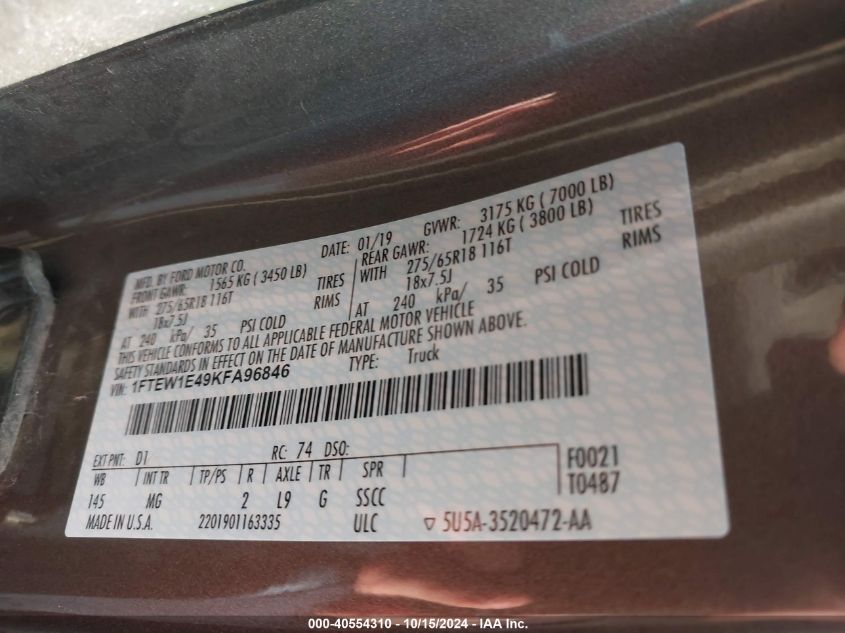 MFD. BY FORD MOTOR CO.
DATE: 01/19 GVWR: 3175 KG ( 7000 LB)
FRONT GAWR: 1565 KG ( 3450 LB)
REAR GAWR: 1724 KG ( 3800 LB)
WITH 275/65R18 116T TIRES
WITH 275/65R18 116T TIRES
18x7.5J RIMS
18x7.5J RIMS
AT 240 kPa/ 35 PSI COLD
AT 240 kPa/ 35 PSI COLD
THIS VEHICLE CONFORMS TO ALL APPLICABLE FEDERAL MOTOR VEHICLE
SAFETY STANDARDS IN EFFECT ON THE DATE OF MANUFACTURE SHOWN ABOVE.
VIN: 1FTEW1E49KFA96846 TYPE: Truck
EXT PNT: D1 RC: 74 DSO:
WB INT TR TP/PS R AXLE TR SPR F0021
145 MG 2 L9 G SSCC T0487
MADE IN U.S.A. 2201901163335 ULC ▽ 5U5A-3520472-AA
000-40554310 - 10/15/2024 - IAA Inc.